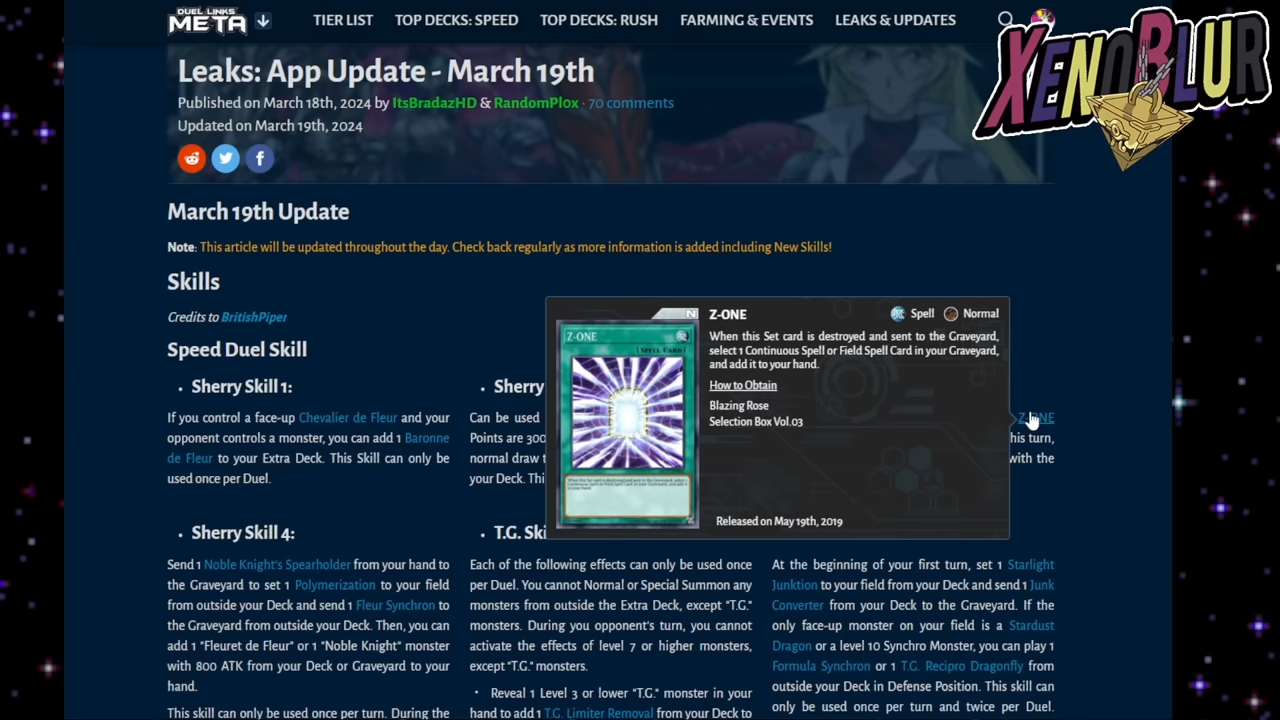 DUEL LINKS
META
TIER LIST
TOP DECKS: SPEED
TOP DECKS: RUSH
FARMING & EVENTS
LEAKS & UPDATES
XENOBLUR
Leaks: App Update - March 19th
Published on March 18th, 2024 by ItsBradazHD & RandomPl0x · 70 comments
Updated on March 19th, 2024
March 19th Update
Note: This article will be updated throughout the day. Check back regularly as more information is added including New Skills!
Skills
Credits to BritishPiper
Speed Duel Skill
• Sherry Skill 1:
If you control a face-up Chevalier de Fleur and your
opponent controls a monster, you can add 1 Baronne
de Fleur to your Extra Deck. This Skill can only be
used once per Duel.
• Sherry
Can be used
Points are 300
normal draw
your Deck. Thi
N
Z-ONE
[SPELL CARD]
Z-ONE
Spell
Normal
When this Set card is destroyed and sent to the Graveyard,
select 1 Continuous Spell or Field Spell Card in your Graveyard,
and add it to your hand.
How to Obtain
Blazing Rose
Selection Box Vol.03
Released on May 19th, 2019
Z-ONE
his turn,
with the
• Sherry Skill 4:
Send 1 Noble Knight's Spearholder from your hand to
the Graveyard to set 1 Polymerization to your field
from outside your Deck and send 1 Fleur Synchron to
the Graveyard from outside your Deck. Then, you can
add 1 "Fleuret de Fleur" or 1 "Noble Knight" monster
with 800 ATK from your Deck or Graveyard to your
hand.
This skill can only be used once per turn. During the
• T.G. Ski
Each of the following effects can only be used once
per Duel. You cannot Normal or Special Summon any
monsters from outside the Extra Deck, except "T.G."
monsters. During you opponent's turn, you cannot
activate the effects of level 7 or higher monsters,
except "T.G." monsters.
• Reveal 1 Level 3 or lower "T.G." monster in your
hand to add 1 T.G. Limiter Removal from your Deck to
At the beginning of your first turn, set 1 Starlight
Junktion to your field from your Deck and send 1 Junk
Converter from your Deck to the Graveyard. If the
only face-up monster on your field is a Stardust
Dragon or a level 10 Synchro Monster, you can play 1
Formula Synchron or 1 T.G. Recipro Dragonfly from
outside your Deck in Defense Position. This skill can
only be used once per turn and twice per Duel.